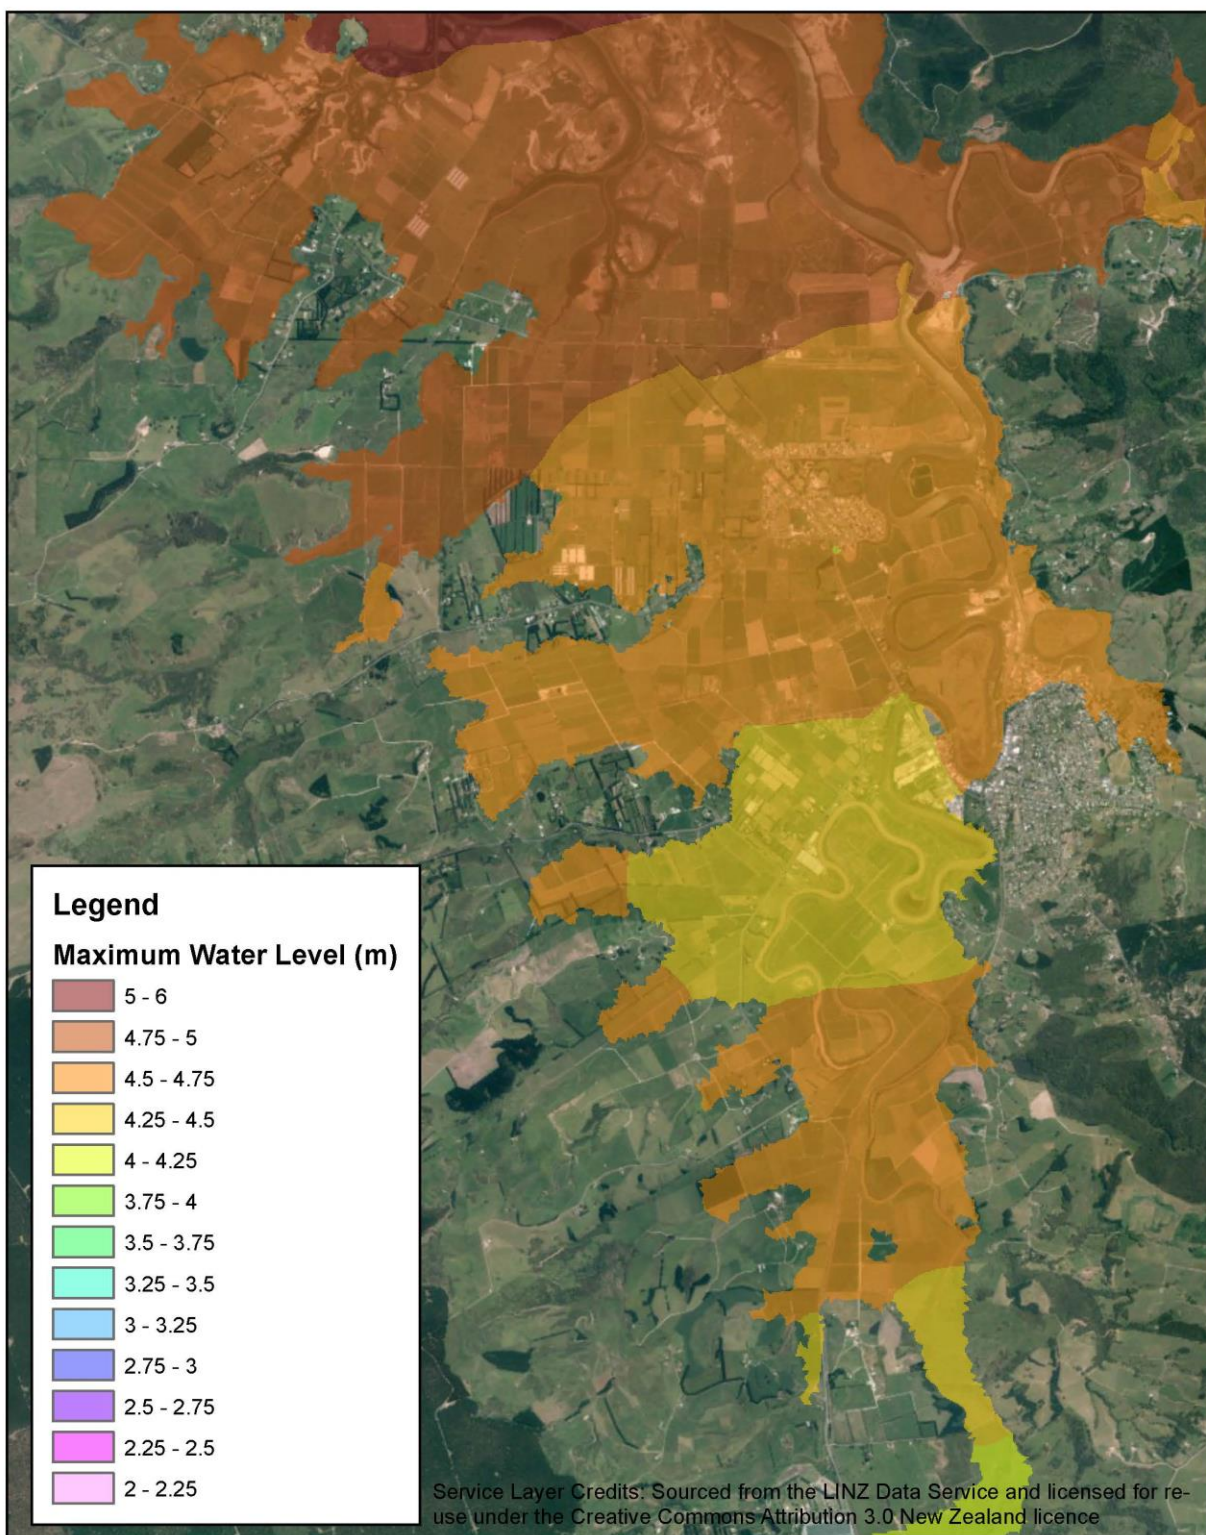 Legend
Maximum Water Level (m)
5 - 6
4.75 - 5
4.5 - 4.75
4.25 - 4.5
4 - 4.25
3.75 - 4
3.5 - 3.75
3.25 - 3.5
3 - 3.25
2.75 - 3
2.5 - 2.75
2.25 - 2.5
2 - 2.25
Service Layer Credits: Sourced from the LINZ Data Service and licensed for re-
use under the Creative Commons Attribution 3.0 New Zealand licence